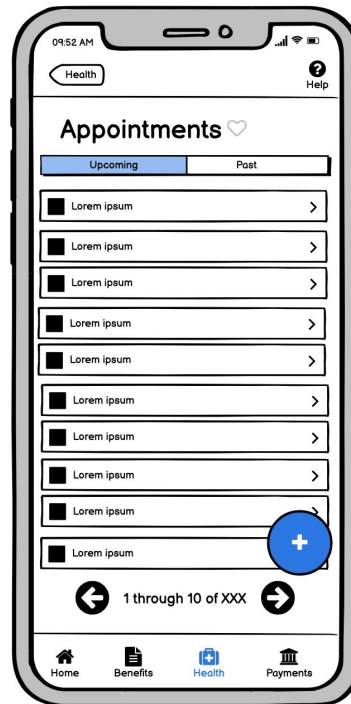 09:52 AM
Health
Help
Appointments
Upcoming Past
Lorem ipsum
Lorem ipsum
Lorem ipsum
Lorem ipsum
Lorem ipsum
Lorem ipsum
Lorem ipsum
Lorem ipsum
Lorem ipsum
Lorem ipsum
1 through 10 of XXX
Home Benefits Health Payments